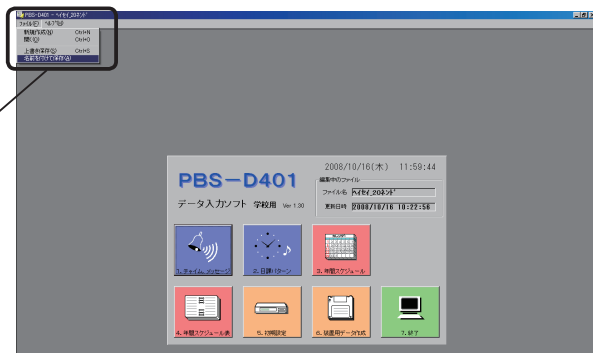 PBS-D401 - ﾍｲｾｲ_20ﾈﾝﾄﾞ
ﾌｧｲﾙ(F) ﾍﾙﾌﾟ(H)
新規作成(N) Ctrl+N
開く(O) Ctrl+O
上書き保存(S) Ctrl+S
名前を付けて保存(A)
2008/10/16(木) 11:59:44
PBS－D401
編集中のファイル
ファイル名 ﾍｲｾｲ_20ﾈﾝﾄﾞ
データ入力ソフト 学校用 Ver 1.30
更新日時 2008/10/16 10:22:56
1. チャイム、メッセージ
2. 日課パターン
3. 年間スケジュール
4. 年間スケジュール表
5. 初期設定
6. 装置用データ作成
7. 終了